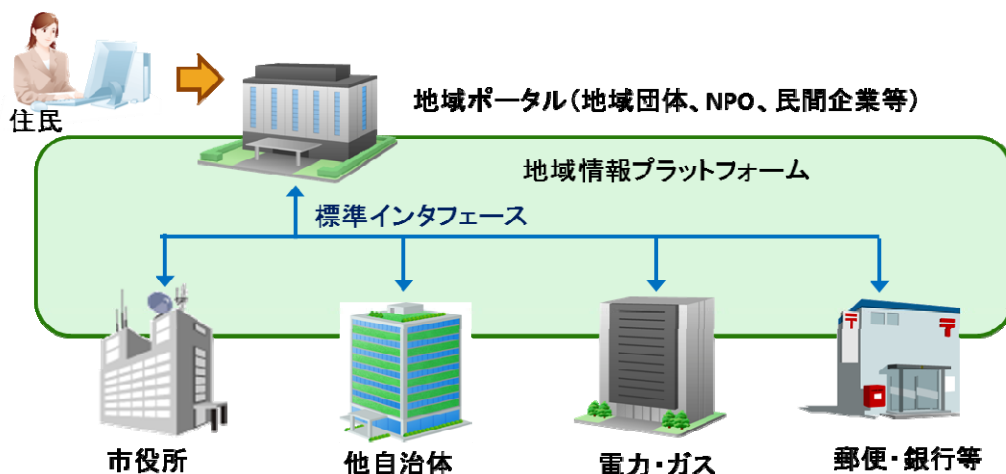 住民
地域ポータル（地域団体、NPO、民間企業等）
地域情報プラットフォーム
標準インタフェース
市役所
他自治体
電力・ガス
郵便・銀行等